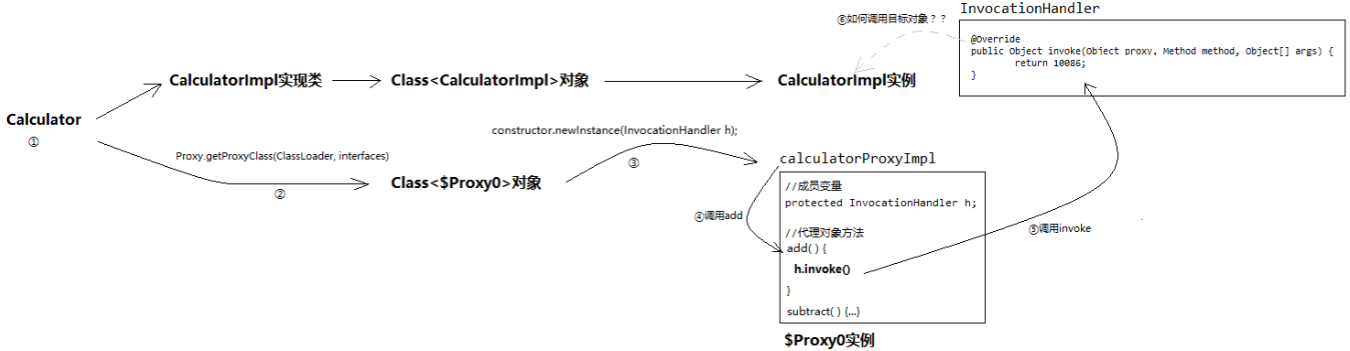 InvocationHandler
⑥如何调用目标对象？？
@Override
public Object invoke(Object proxy, Method method, Object[] args) {
return 10086;
}
CalculatorImpl实现类
Class<CalculatorImpl>对象
CalculatorImpl实例
Calculator
①
constructor.newInstance(InvocationHandler h);
③
Proxy.getProxyClass(ClassLoader, interfaces)
②
Class<$Proxy0>对象
calculatorProxyImpl
//成员变量
protected InvocationHandler h;
④调用add
⑤调用invoke
//代理对象方法
add( ) {
h.invoke()
}
subtract( ) {...}
$Proxy0实例